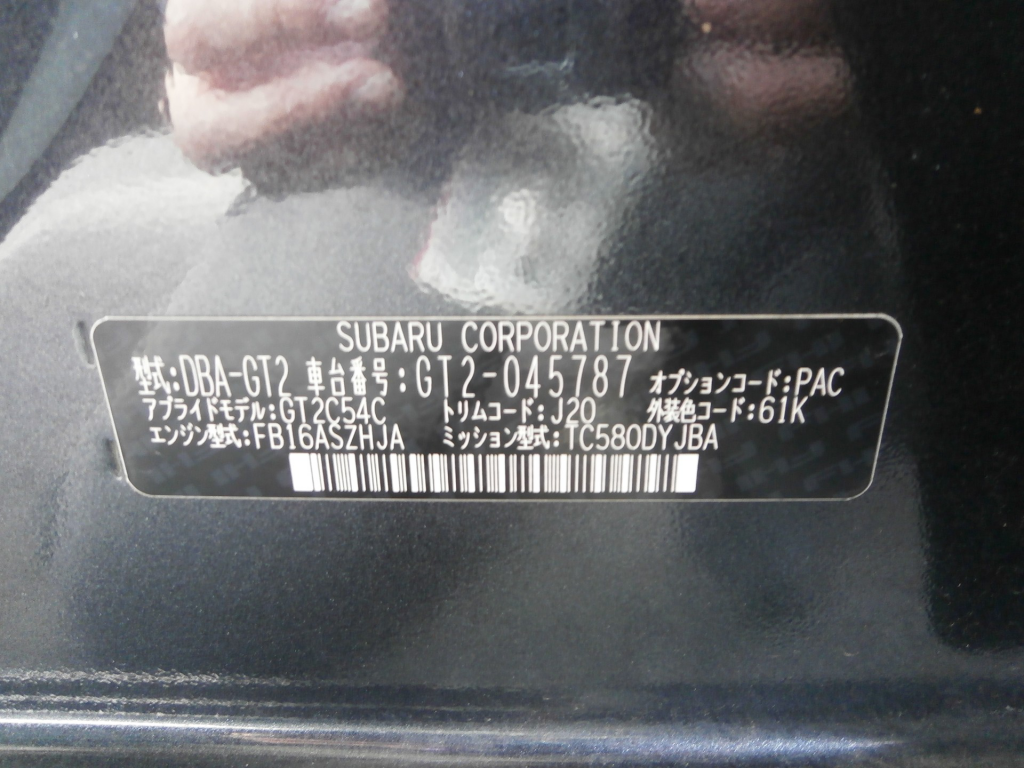 SUBARU CORPORATION
型式:DBA-GT2 車台番号:GT2-045787 オプションコード:PAC
アプライドモデル:GT2C54C トリムコード:J20 外装色コード:61K
エンジン型式:FB16ASZHJA ミッション型式:TC580DYJBA